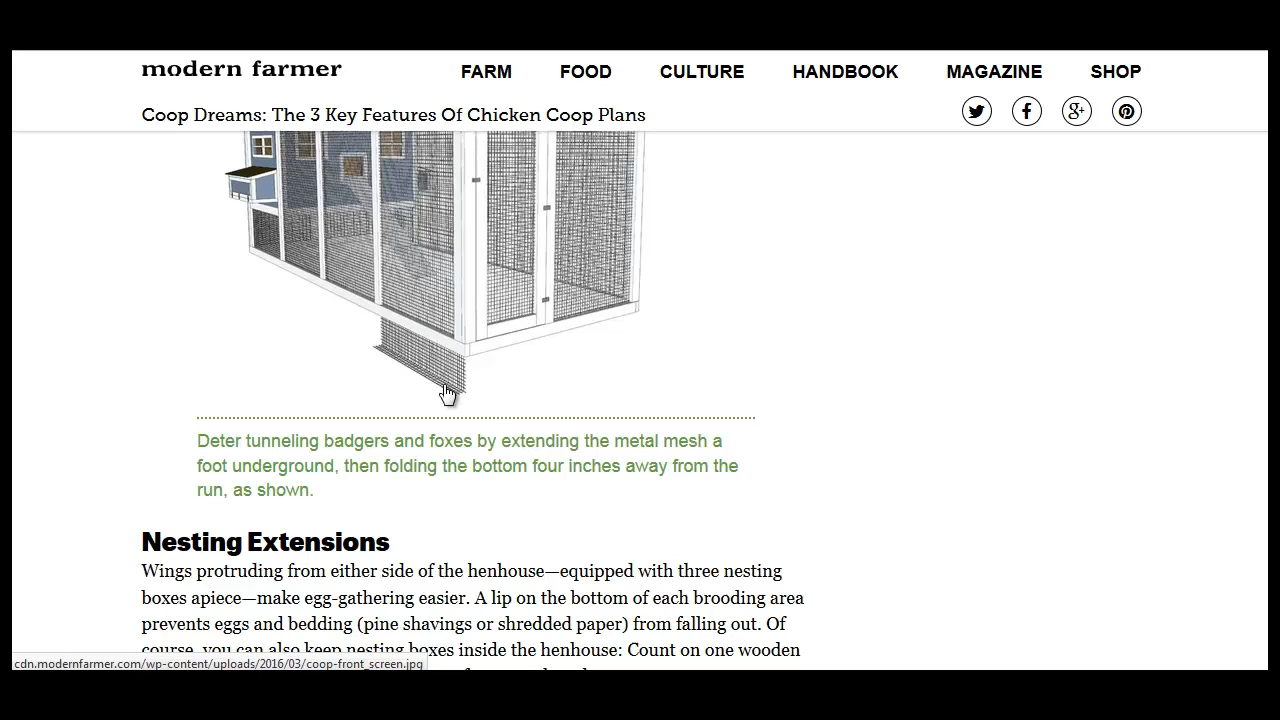 modern farmer
FARM FOOD CULTURE HANDBOOK MAGAZINE SHOP
Coop Dreams: The 3 Key Features Of Chicken Coop Plans
Deter tunneling badgers and foxes by extending the metal mesh a
foot underground, then folding the bottom four inches away from the
run, as shown.
Nesting Extensions
Wings protruding from either side of the henhouse—equipped with three nesting
boxes apiece—make egg-gathering easier. A lip on the bottom of each brooding area
prevents eggs and bedding (pine shavings or shredded paper) from falling out. Of
course, you can also keep nesting boxes inside the henhouse: Count on one wooden
cdn.modernfarmer.com/wp-content/uploads/2016/03/coop-front_screen.jpg